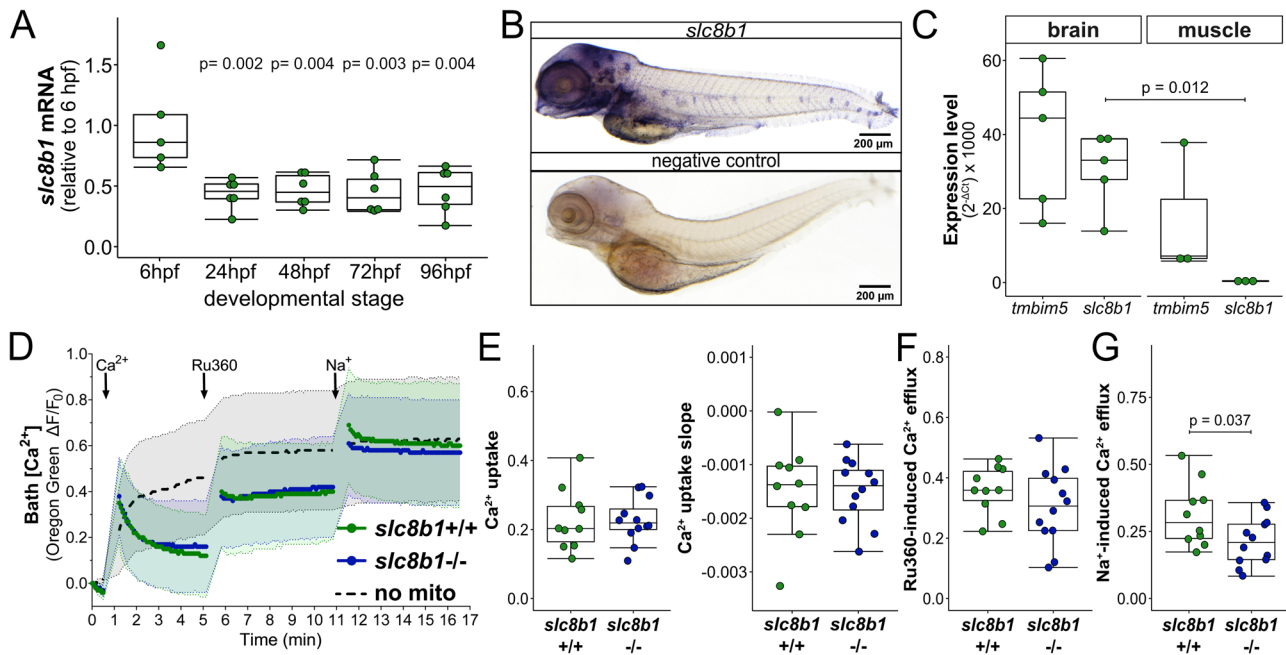 A
slc8b1 mRNA
(relative to 6 hpf)
1.5
1.0
0.5
0.0
p= 0.002 p= 0.004 p= 0.003 p= 0.004
6hpf 24hpf 48hpf 72hpf 96hpf
developmental stage
B
slc8b1
200 µm
negative control
200 µm
C
brain muscle
Expression level
(2-ΔCt) x 1000
60
40
20
0
p = 0.012
tmbim5 slc8b1 tmbim5 slc8b1
D
Bath [Ca2+]
(Oregon Green ΔF/F0)
1.0
0.8
0.6
0.4
0.2
0.0
Ca2+ Ru360 Na+
slc8b1+/+
slc8b1-/-
no mito
0 1 2 3 4 5 6 7 8 9 10 11 12 13 14 15 16 17
Time (min)
E
Ca2+ uptake
0.6
0.4
0.2
0.0
slc8b1 slc8b1
+/+ -/-
Ca2+ uptake slope
0.001
0.000
-0.001
-0.002
-0.003
slc8b1 slc8b1
+/+ -/-
F
Ru360-induced Ca2+ efflux
0.8
0.6
0.4
0.2
0.0
slc8b1 slc8b1
+/+ -/-
G
Na+-induced Ca2+ efflux
0.75
0.50
0.25
0.00
p = 0.037
slc8b1 slc8b1
+/+ -/-